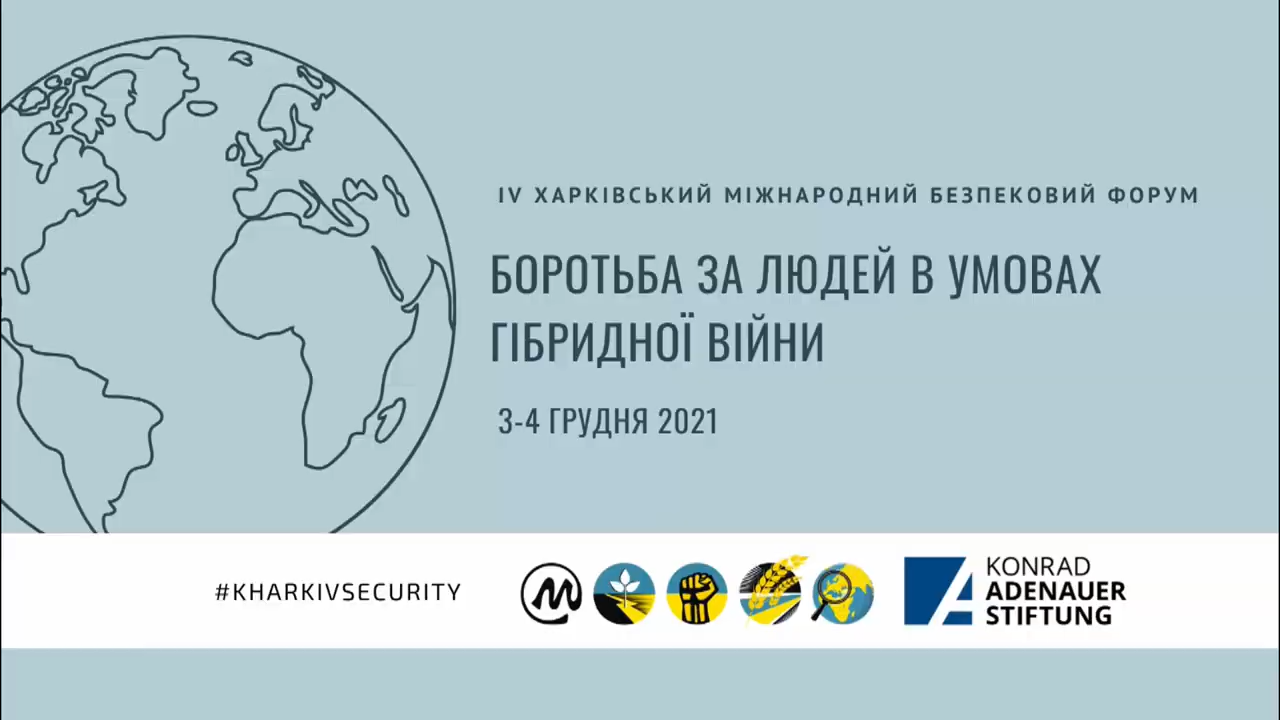 IV ХАРКІВСЬКИЙ МІЖНАРОДНИЙ БЕЗПЕКОВИЙ ФОРУМ
БОРОТЬБА ЗА ЛЮДЕЙ В УМОВАХ
ГІБРИДНОЇ ВІЙНИ
3-4 ГРУДНЯ 2021
#KHARKIVSECURITY
KONRAD
ADENAUER
STIFTUNG